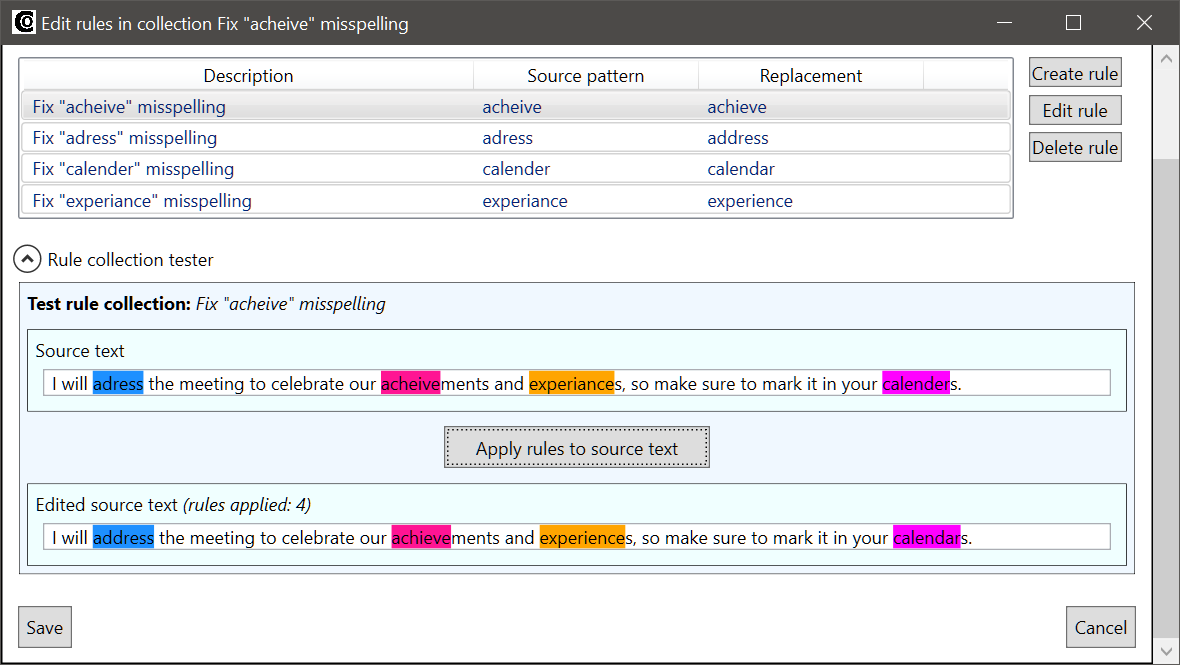 Edit rules in collection Fix "acheive" misspelling
Description Source pattern Replacement
Create rule
Fix "acheive" misspelling acheive achieve
Edit rule
Fix "adress" misspelling adress address
Delete rule
Fix "calender" misspelling calender calendar
Fix "experiance" misspelling experiance experience
Rule collection tester
Test rule collection: Fix "acheive" misspelling
Source text
I will adress the meeting to celebrate our acheivements and experiances, so make sure to mark it in your calenders.
Apply rules to source text
Edited source text (rules applied: 4)
I will address the meeting to celebrate our achievements and experiences, so make sure to mark it in your calendars.
Save Cancel